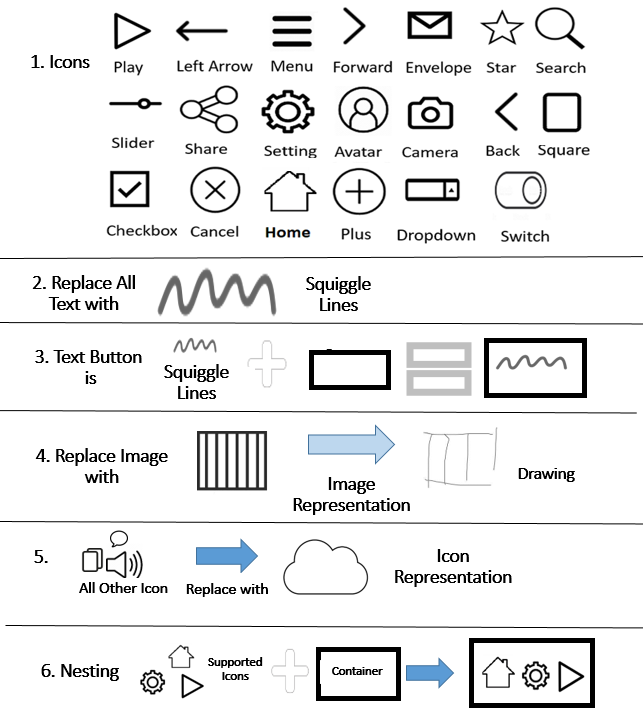 1. Icons
Play Left Arrow Menu Forward Envelope Star Search
Slider Share Setting Avatar Camera Back Square
Checkbox Cancel Home Plus Dropdown Switch
2. Replace All
Text with
Squiggle
Lines
3. Text Button
is
Squiggle
Lines
4. Replace Image
with
Image
Representation
Drawing
5.
All Other Icon
Replace with
Icon
Representation
6. Nesting
Supported
Icons
Container